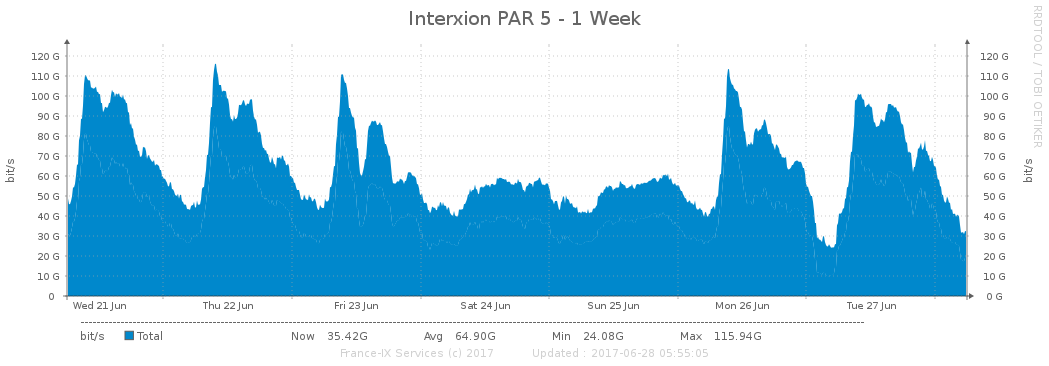 Interxion PAR 5 - 1 Week
RRDTOOL / TOBI OETIKER
bit/s
120 G 120 G
110 G 110 G
100 G 100 G
90 G 90 G
80 G 80 G
70 G 70 G
60 G 60 G
50 G 50 G
40 G 40 G
30 G 30 G
20 G 20 G
10 G 10 G
0 0 G
bit/s
Wed 21 Jun Thu 22 Jun Fri 23 Jun Sat 24 Jun Sun 25 Jun Mon 26 Jun Tue 27 Jun
bit/s Total Now 35.42G Avg 64.90G Min 24.08G Max 115.94G
France-IX Services (c) 2017 Updated : 2017-06-28 05:55:05